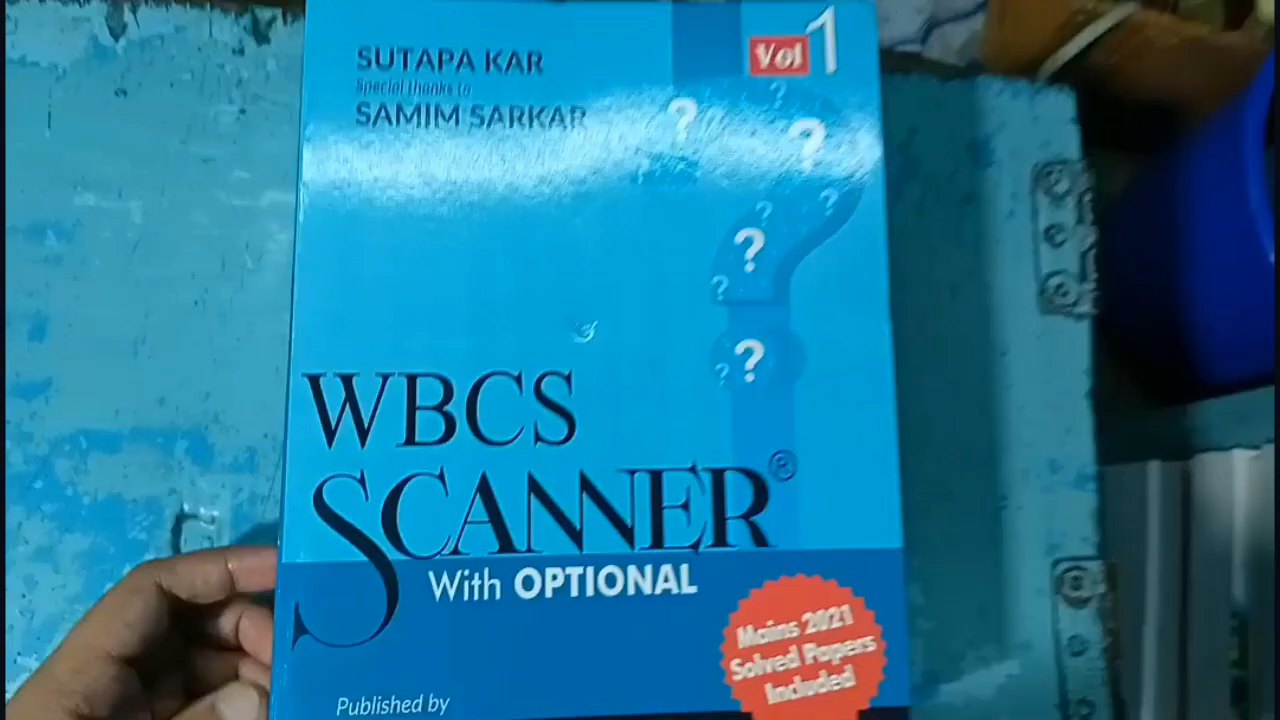 SUTAPA KAR
Special thanks to
SAMIM SARKAR
Vol 1
? ? ? ? ? ? ? ? ?
WBCS
SCANNER®
With OPTIONAL
Mains 2021
Solved Papers
Included
Published by